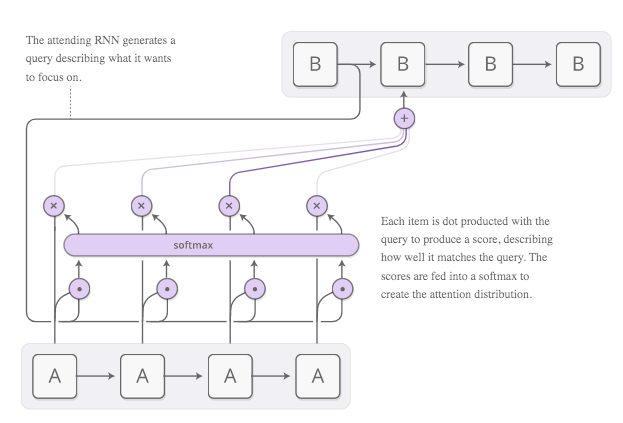 The attending RNN generates a
query describing what it wants
to focus on.
B B B B
+
× × × ×
softmax
Each item is dot producted with the
query to produce a score, describing
how well it matches the query. The
scores are fed into a softmax to
create the attention distribution.
A A A A